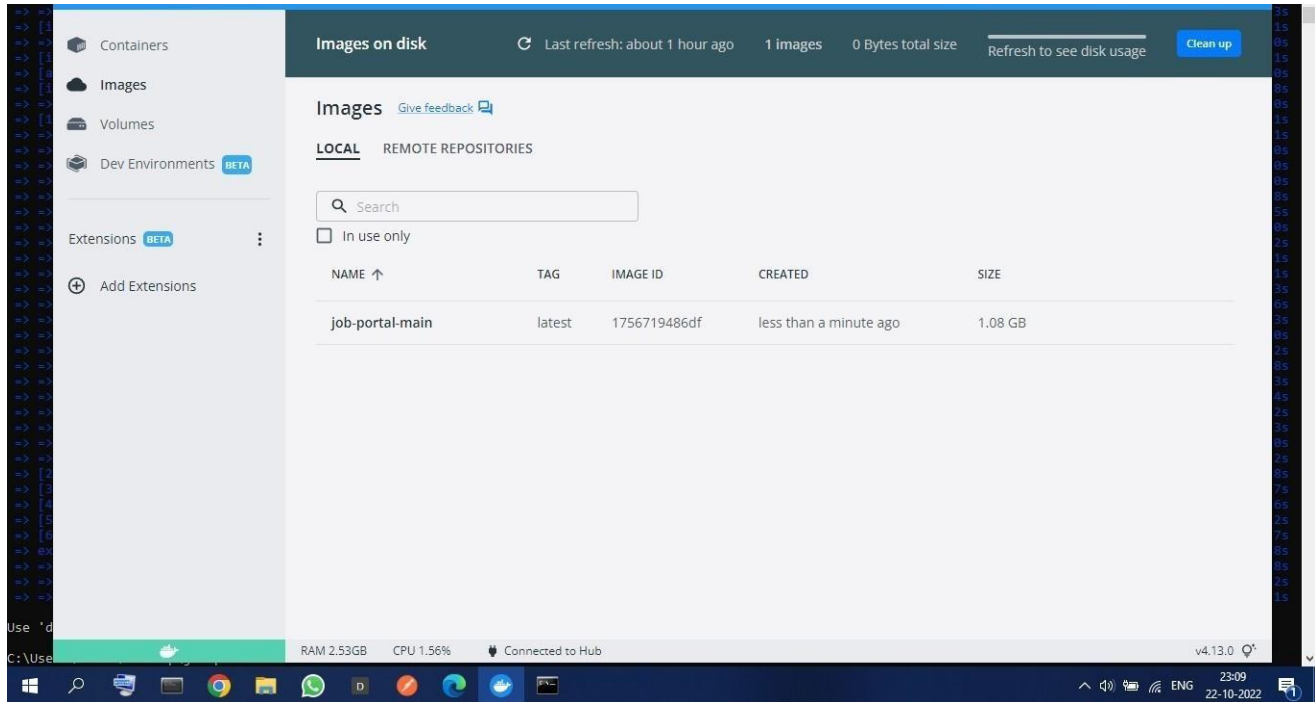 Containers
Images
Volumes
Dev Environments BETA
Extensions BETA
Add Extensions
Images on disk
Last refresh: about 1 hour ago
1 images
0 Bytes total size
Refresh to see disk usage
Clean up
Images Give feedback
LOCAL REMOTE REPOSITORIES
Search
In use only
NAME TAG IMAGE ID CREATED SIZE
job-portal-main latest 1756719486df less than a minute ago 1.08 GB
Use 'd
C:\Use
RAM 2.53GB CPU 1.56% Connected to Hub v4.13.0
ENG 23:09
22-10-2022